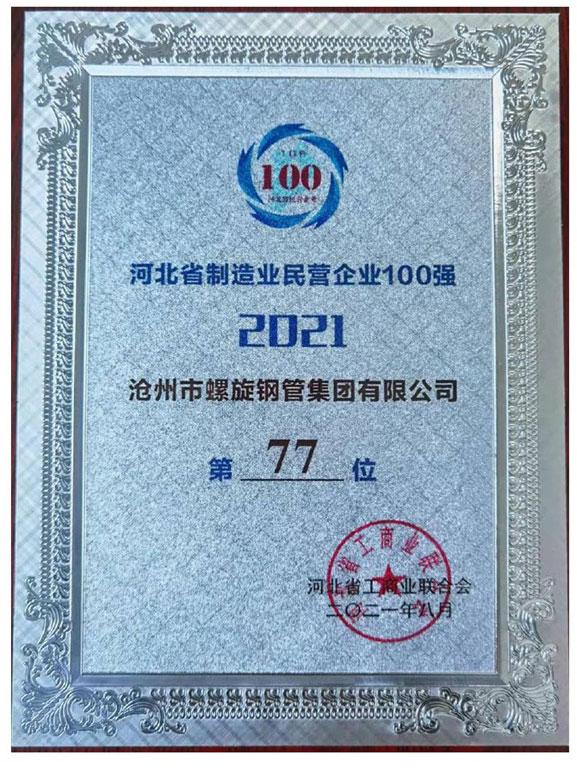 100
河北省制造业民营企业100强
2021
沧州市螺旋钢管集团有限公司
第 77 位
河北省工商业联合会
二〇二一年八月